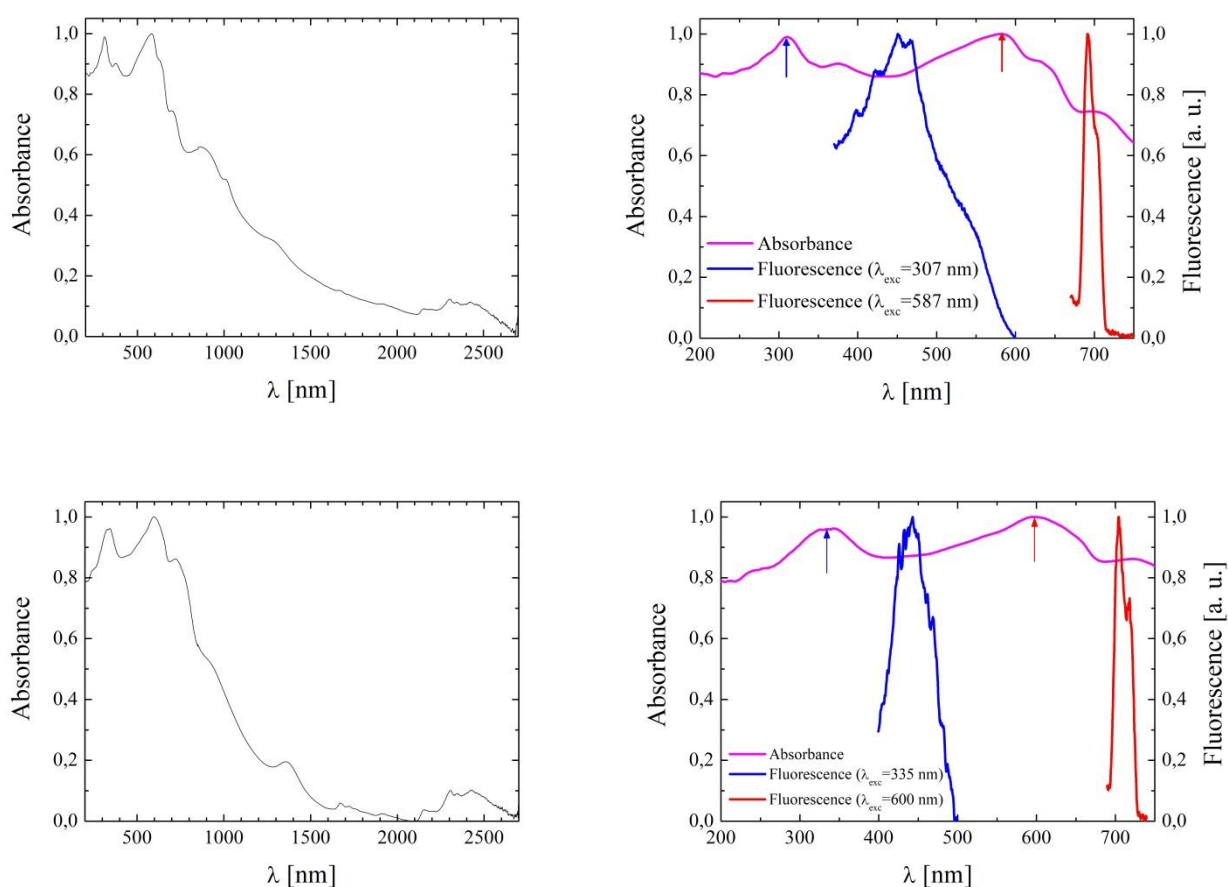 1,0
0,8
0,6
0,4
0,2
0,0
Absorbance
500 1000 1500 2000 2500
λ [nm]
1,0
0,8
0,6
0,4
0,2
0,0
Absorbance
Absorbance
Fluorescence (λexc=307 nm)
Fluorescence (λexc=587 nm)
200 300 400 500 600 700
λ [nm]
1,0
0,8
0,6
0,4
0,2
0,0
Fluorescence [a. u.]
1,0
0,8
0,6
0,4
0,2
0,0
Absorbance
500 1000 1500 2000 2500
λ [nm]
1,0
0,8
0,6
0,4
0,2
0,0
Absorbance
Absorbance
Fluorescence (λexc=335 nm)
Fluorescence (λexc=600 nm)
200 300 400 500 600 700
λ [nm]
1,0
0,8
0,6
0,4
0,2
0,0
Fluorescence [a. u.]